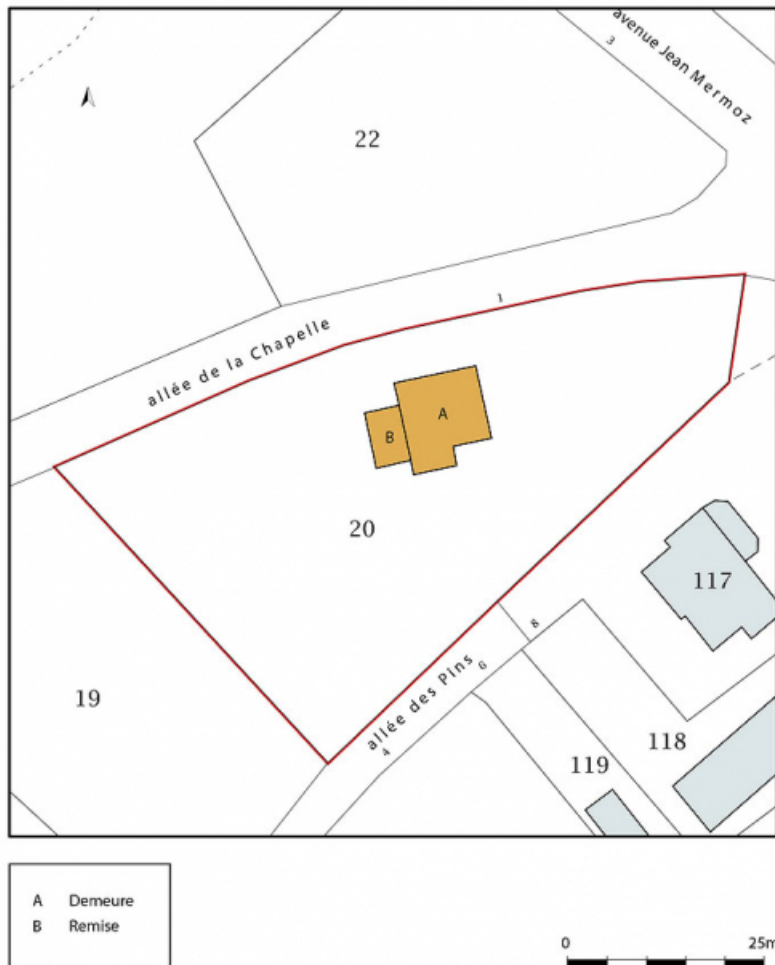 avenue Jean Mermoz
3
22
1
allée de la Chapelle
A
B
20
117
8
6
allée des Pins
4
19
118
119
A Demeure
B Remise
0 25m